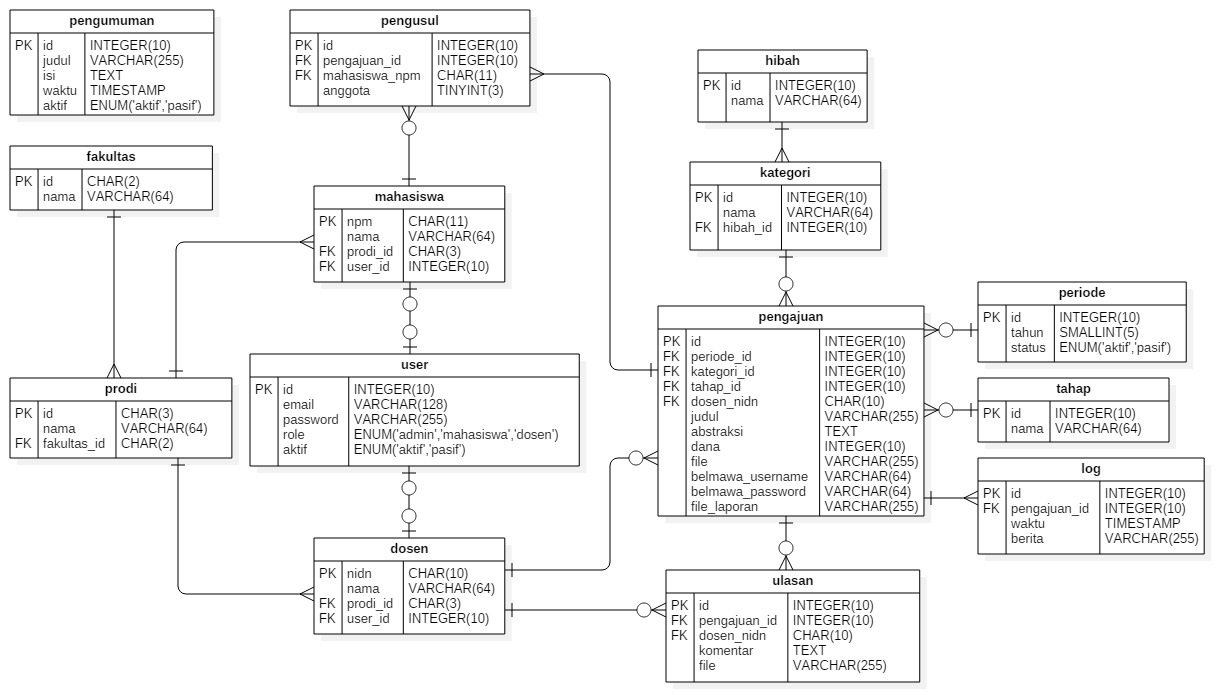 pengumuman
PK id INTEGER(10)
judul VARCHAR(255)
isi TEXT
waktu TIMESTAMP
aktif ENUM('aktif','pasif')
pengusul
PK id INTEGER(10)
FK pengajuan_id INTEGER(10)
FK mahasiswa_npm CHAR(11)
anggota TINYINT(3)
hibah
PK id INTEGER(10)
nama VARCHAR(64)
fakultas
PK id CHAR(2)
nama VARCHAR(64)
mahasiswa
PK npm CHAR(11)
nama VARCHAR(64)
FK prodi_id CHAR(3)
FK user_id INTEGER(10)
kategori
PK id INTEGER(10)
nama VARCHAR(64)
FK hibah_id INTEGER(10)
periode
PK id INTEGER(10)
tahun SMALLINT(5)
status ENUM('aktif','pasif')
pengajuan
PK id INTEGER(10)
FK periode_id INTEGER(10)
FK kategori_id INTEGER(10)
FK tahap_id INTEGER(10)
FK dosen_nidn CHAR(10)
judul VARCHAR(255)
abstraksi TEXT
dana INTEGER(10)
file VARCHAR(255)
belmawa_username VARCHAR(64)
belmawa_password VARCHAR(64)
file_laporan VARCHAR(255)
user
PK id INTEGER(10)
email VARCHAR(128)
password VARCHAR(255)
role ENUM('admin','mahasiswa','dosen')
aktif ENUM('aktif','pasif')
prodi
PK id CHAR(3)
nama VARCHAR(64)
FK fakultas_id CHAR(2)
tahap
PK id INTEGER(10)
nama VARCHAR(64)
log
PK id INTEGER(10)
FK pengajuan_id INTEGER(10)
waktu TIMESTAMP
berita VARCHAR(255)
dosen
PK nidn CHAR(10)
nama VARCHAR(64)
FK prodi_id CHAR(3)
FK user_id INTEGER(10)
ulasan
PK id INTEGER(10)
FK pengajuan_id INTEGER(10)
FK dosen_nidn CHAR(10)
komentar TEXT
file VARCHAR(255)